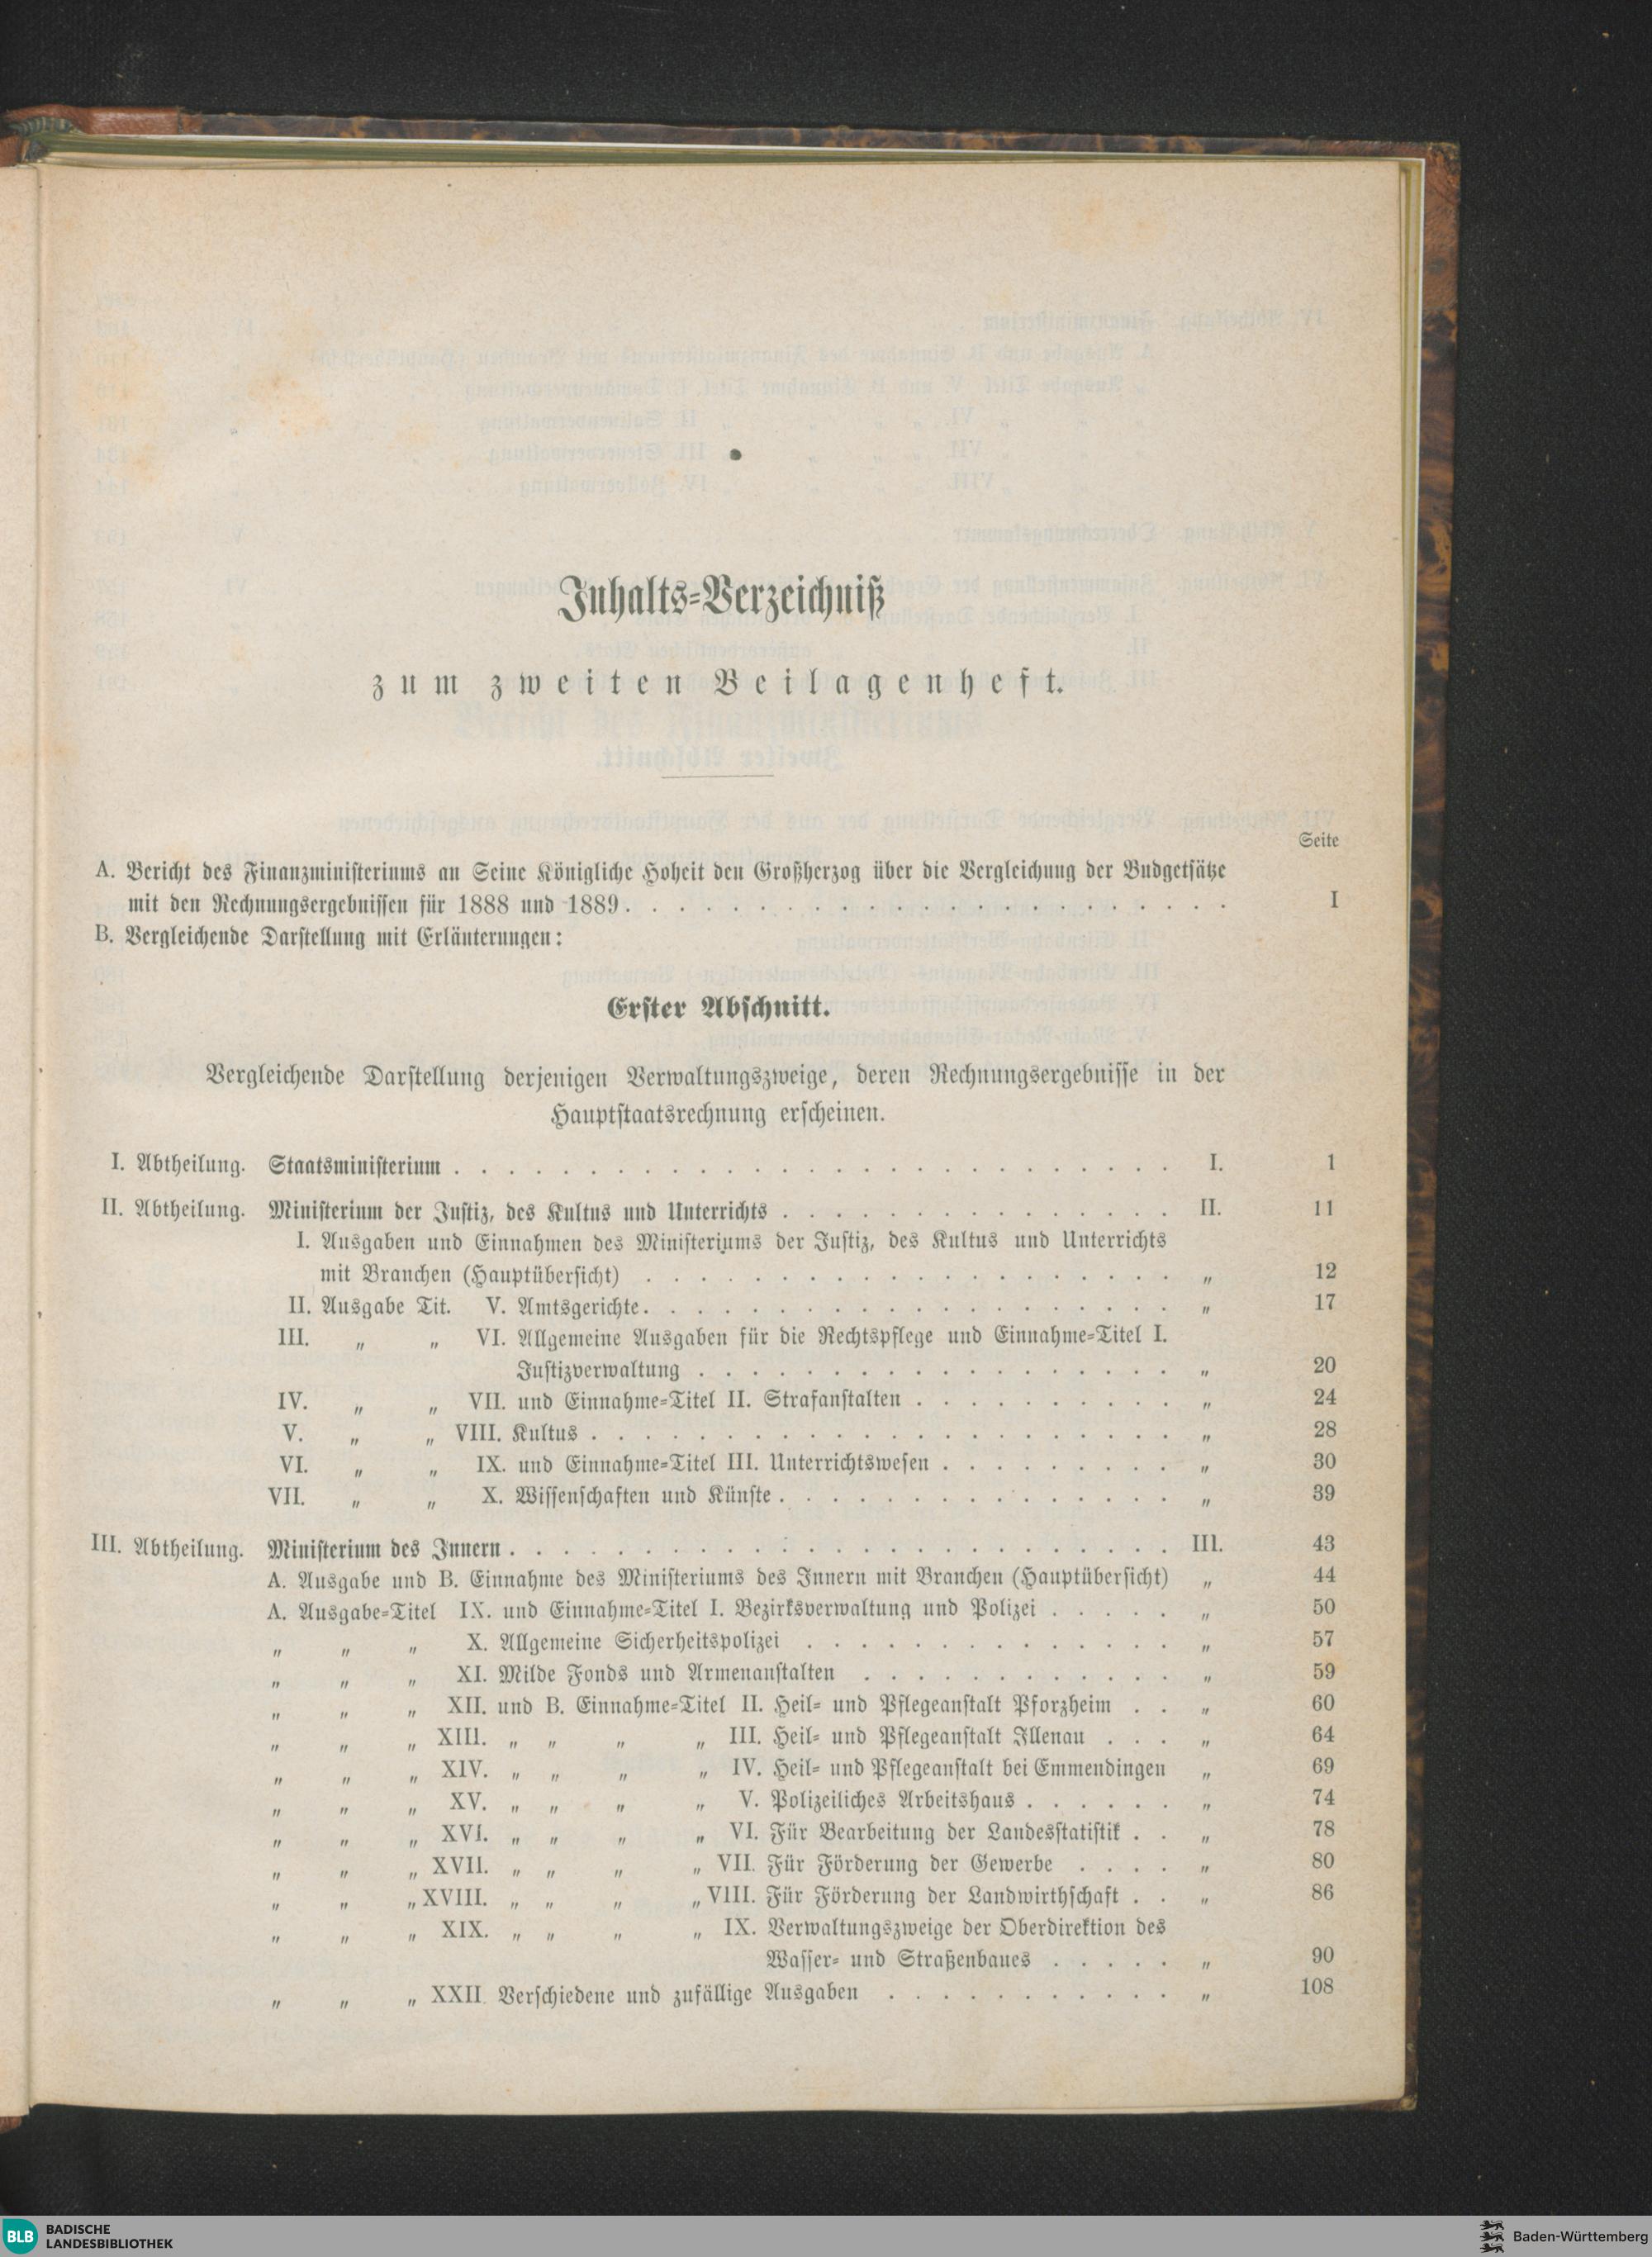 Inhalts-Verzeichniß
zum zweiten Beilagenheft.
Seite
A. Bericht des Finanzministeriums an Seine Königliche Hoheit den Großherzog über die Vergleichung der Budgetsätze
mit den Rechnungsergebnissen für 1888 und 1889 . . . . . . . . . . . . . . . . . . . . . . . I
B. Vergleichende Darstellung mit Erläuterungen:
Erster Abschnitt.
Vergleichende Darstellung derjenigen Verwaltungszweige, deren Rechnungsergebnisse in der
Hauptstaatsrechnung erscheinen.
I. Abtheilung. Staatsministerium . . . . . . . . . . . . . . . . . . . . . . . . . . . I. 1
II. Abtheilung. Ministerium der Justiz, des Kultus und Unterrichts . . . . . . . . . . . . . . . II. 11
I. Ausgaben und Einnahmen des Ministeriums der Justiz, des Kultus und Unterrichts
mit Branchen (Hauptübersicht) . . . . . . . . . . . . . . . . . . . . „ 12
II. Ausgabe Tit. V. Amtsgerichte . . . . . . . . . . . . . . . . . . . . „ 17
III. „ „ VI. Allgemeine Ausgaben für die Rechtspflege und Einnahme-Titel I.
Justizverwaltung . . . . . . . . . . . . . . . . . . „ 20
IV. „ „ VII. und Einnahme-Titel II. Strafanstalten . . . . . . . . . . „ 24
V. „ „ VIII. Kultus . . . . . . . . . . . . . . . . . . . . . . „ 28
VI. „ „ IX. und Einnahme-Titel III. Unterrichtswesen . . . . . . . . . „ 30
VII. „ „ X. Wissenschaften und Künste . . . . . . . . . . . . . . . „ 39
III. Abtheilung. Ministerium des Innern . . . . . . . . . . . . . . . . . . . . . . . . . III. 43
A. Ausgabe und B. Einnahme des Ministeriums des Innern mit Branchen (Hauptübersicht) „ 44
A. Ausgabe-Titel IX. und Einnahme-Titel I. Bezirksverwaltung und Polizei . . . . . „ 50
„ „ „ X. Allgemeine Sicherheitspolizei . . . . . . . . . . . . . . „ 57
„ „ „ XI. Milde Fonds und Armenanstalten . . . . . . . . . . . . „ 59
„ „ „ XII. und B. Einnahme-Titel II. Heil- und Pflegeanstalt Pforzheim . . „ 60
„ „ „ XIII. „ „ „ „ III. Heil- und Pflegeanstalt Illenau . . . „ 64
„ „ „ XIV. „ „ „ „ IV. Heil- und Pflegeanstalt bei Emmendingen „ 69
„ „ „ XV. „ „ „ „ V. Polizeiliches Arbeitshaus . . . . . . „ 74
„ „ „ XVI. „ „ „ „ VI. Für Bearbeitung der Landesstatistik . . „ 78
„ „ „ XVII. „ „ „ „ VII. Für Förderung der Gewerbe . . . . „ 80
„ „ „ XVIII. „ „ „ „ VIII. Für Förderung der Landwirthschaft . . „ 86
„ „ „ XIX. „ „ „ „ IX. Verwaltungszweige der Oberdirektion des
Wasser- und Straßenbaues . . . . . „ 90
„ „ „ XXII. Verschiedene und zufällige Ausgaben . . . . . . . . . . . „ 108
BLB BADISCHE
LANDESBIBLIOTHEK
Baden-Württemberg